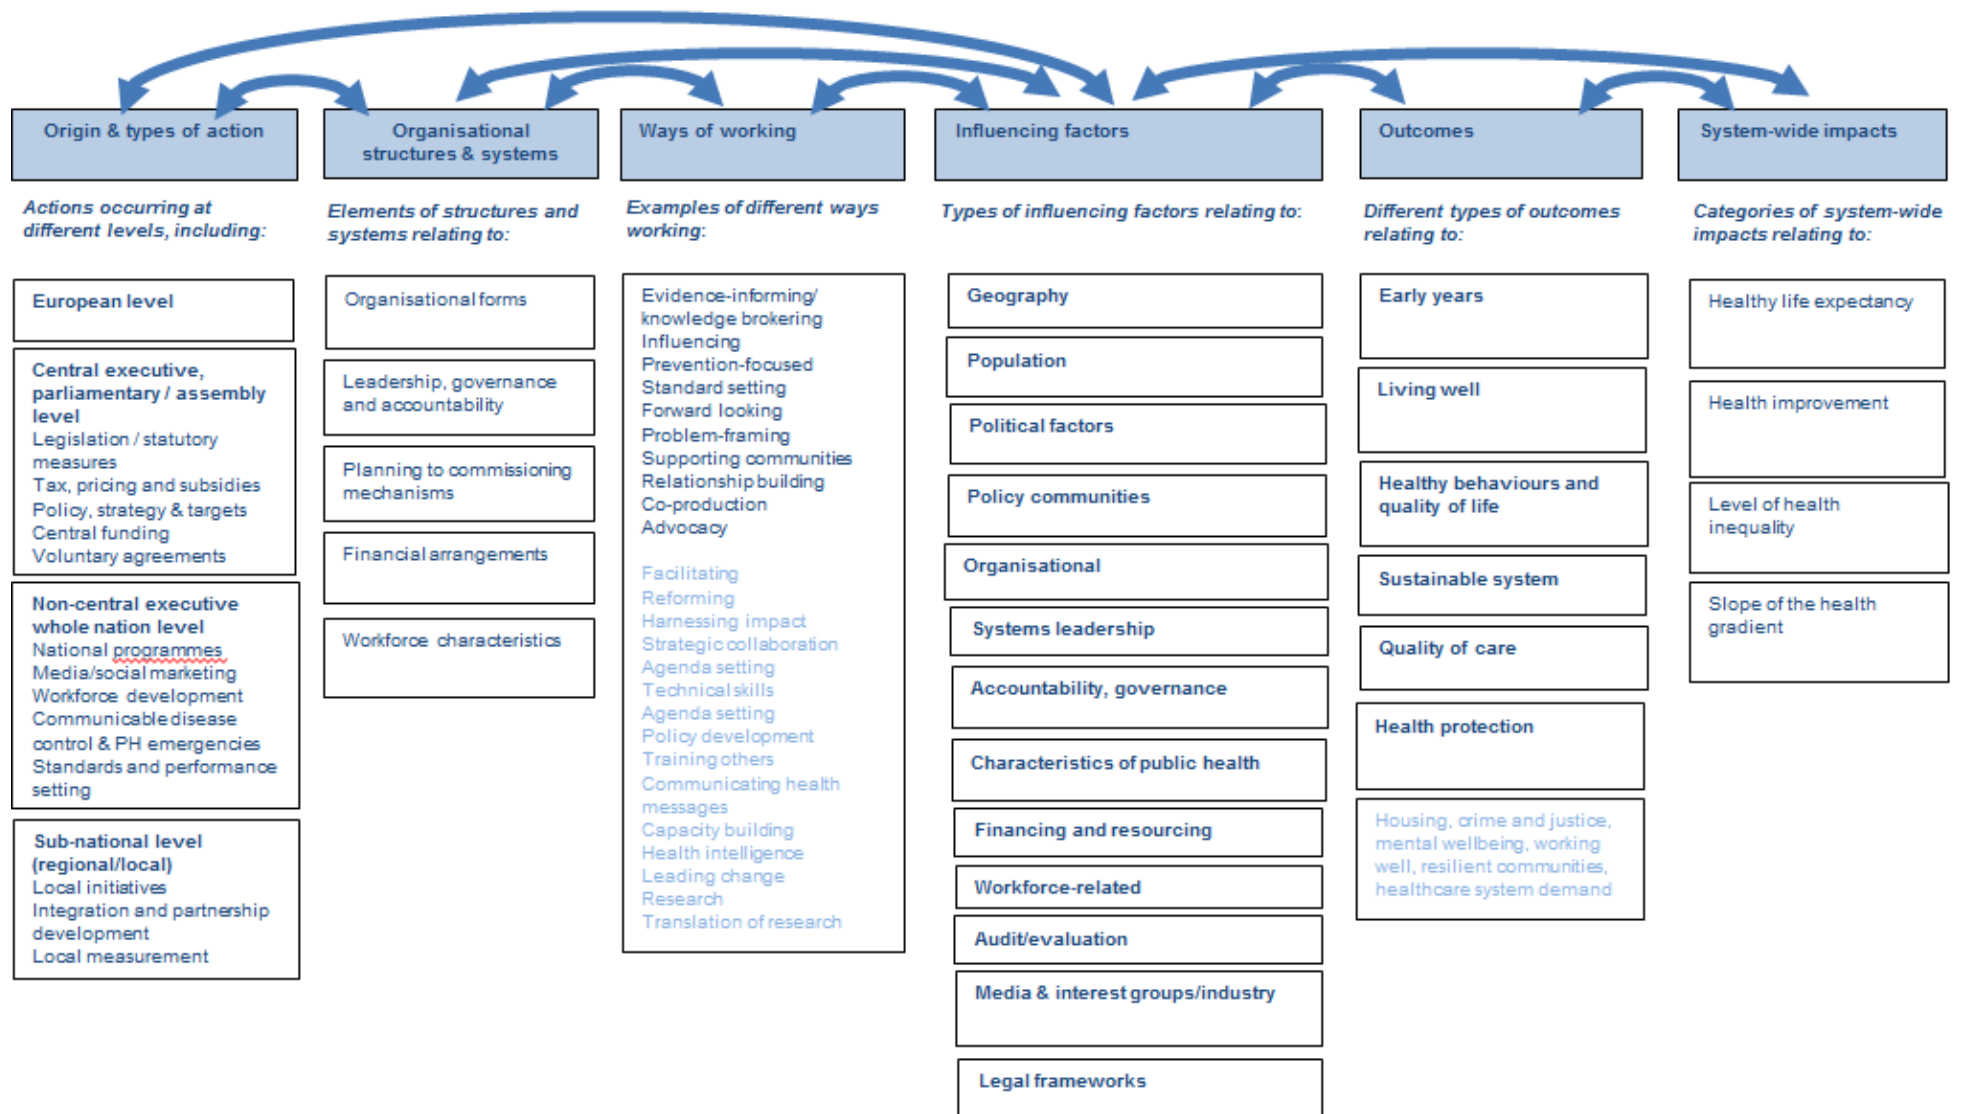 Origin & types of action
Organisational
structures & systems
Ways of working
Influencing factors
Outcomes
System-wide impacts
Actions occurring at
different levels, including:
Elements of structures and
systems relating to:
Examples of different ways
working:
Types of influencing factors relating to:
Different types of outcomes
relating to:
Categories of system-wide
impacts relating to:
European level
Central executive,
parliamentary / assembly
level
Legislation / statutory
measures
Tax, pricing and subsidies
Policy, strategy & targets
Central funding
Voluntary agreements
Non-central executive
whole nation level
National programmes
Media/social marketing
Workforce development
Communicable disease
control & PH emergencies
Standards and performance
setting
Sub-national level
(regional/local)
Local initiatives
Integration and partnership
development
Local measurement
Organisational forms
Leadership, governance
and accountability
Planning to commissioning
mechanisms
Financial arrangements
Workforce characteristics
Evidence-informing/
knowledge brokering
Influencing
Prevention-focused
Standard setting
Forward looking
Problem-framing
Supporting communities
Relationship building
Co-production
Advocacy
Facilitating
Reforming
Harnessing impact
Strategic collaboration
Agenda setting
Technical skills
Agenda setting
Policy development
Training others
Communicating health
messages
Capacity building
Health intelligence
Leading change
Research
Translation of research
Geography
Population
Political factors
Policy communities
Organisational
Systems leadership
Accountability, governance
Characteristics of public health
Financing and resourcing
Workforce-related
Audit/evaluation
Media & interest groups/industry
Legal frameworks
Early years
Living well
Healthy behaviours and
quality of life
Sustainable system
Quality of care
Health protection
Housing, crime and justice,
mental wellbeing, working
well, resilient communities,
healthcare system demand
Healthy life expectancy
Health improvement
Level of health
inequality
Slope of the health
gradient